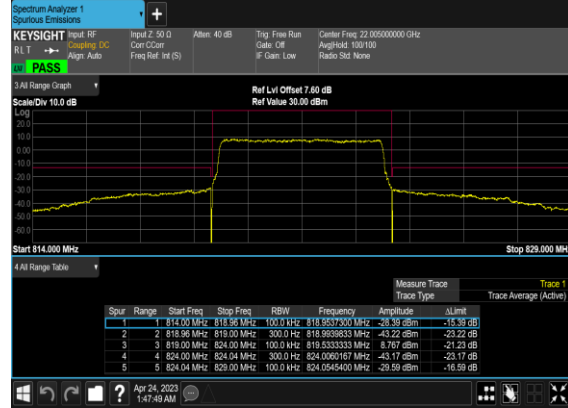 Spectrum Analyzer 1
Spurious Emissions
+
KEYSIGHT Input: RF Input Z: 50 Ω Atten: 40 dB Trig: Free Run Center Freq: 22.005000000 GHz
RLT Coupling: DC Corr CCorr Gate: Off Avg|Hold: 100/100
Align: Auto Freq Ref: Int (S) IF Gain: Low Radio Std: None
PASS
3 All Range Graph
Ref Lvl Offset 7.60 dB
Scale/Div 10.0 dB Ref Value 30.00 dBm
Log
20.0
10.0
0.00
-10.0
-20.0
-30.0
-40.0
-50.0
-60.0
Start 814.000 MHz Stop 829.000 MH
4 All Range Table
Measure Trace Trace 1
Trace Type Trace Average (Active)
Spur Range Start Freq Stop Freq RBW Frequency Amplitude ΔLimit
1 1 814.00 MHz 818.96 MHz 100.0 kHz 818.9537300 MHz -28.39 dBm -15.39 dB
2 2 818.96 MHz 819.00 MHz 300.0 Hz 818.9939833 MHz -43.22 dBm -23.22 dB
3 3 819.00 MHz 824.00 MHz 100.0 kHz 819.5333333 MHz 8.767 dBm -21.23 dB
4 4 824.00 MHz 824.04 MHz 300.0 Hz 824.0060167 MHz -43.17 dBm -23.17 dB
5 5 824.04 MHz 829.00 MHz 100.0 kHz 824.0545400 MHz -29.59 dBm -16.59 dB
?
Apr 24, 2023
1:47:49 AM